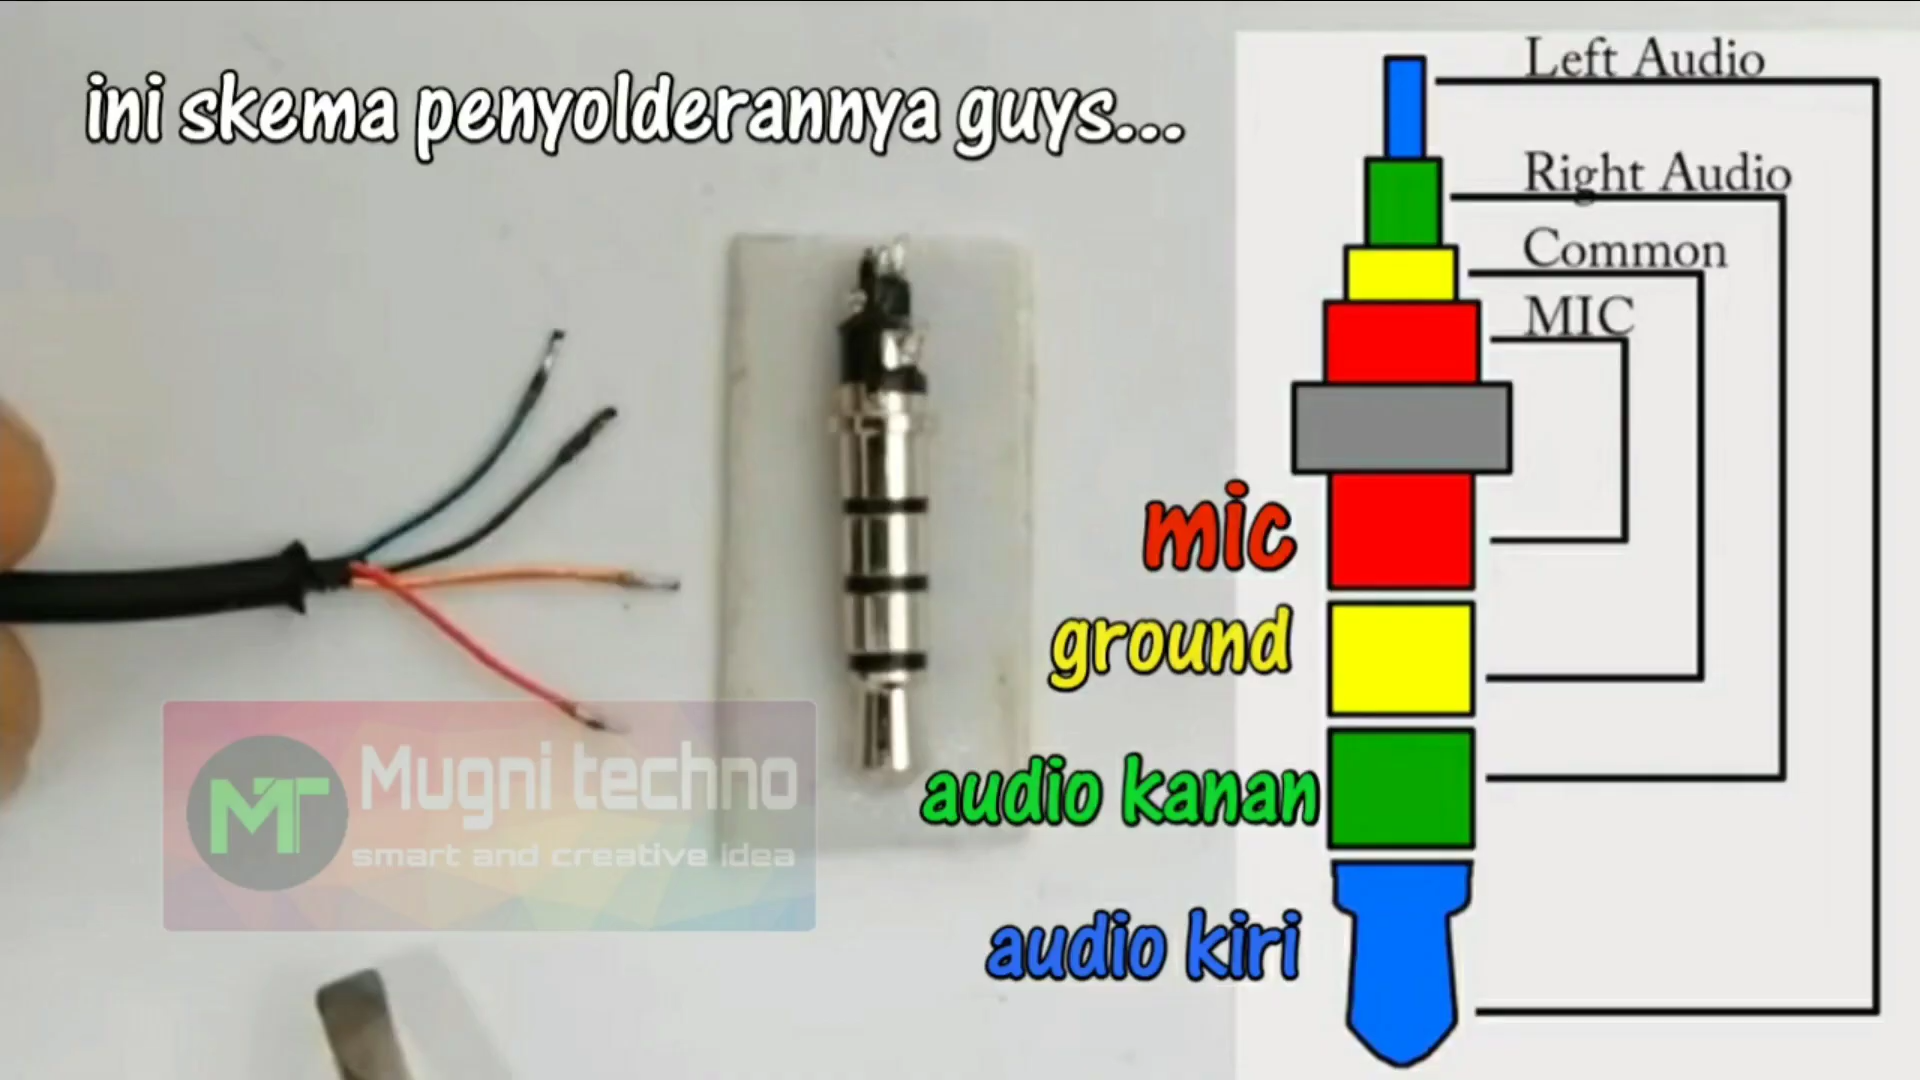 ini skema penyolderannya guys...
Left Audio
Right Audio
Common
MIC
mic
ground
audio kanan
audio kiri
MT
Mugni techno
smart and creative idea